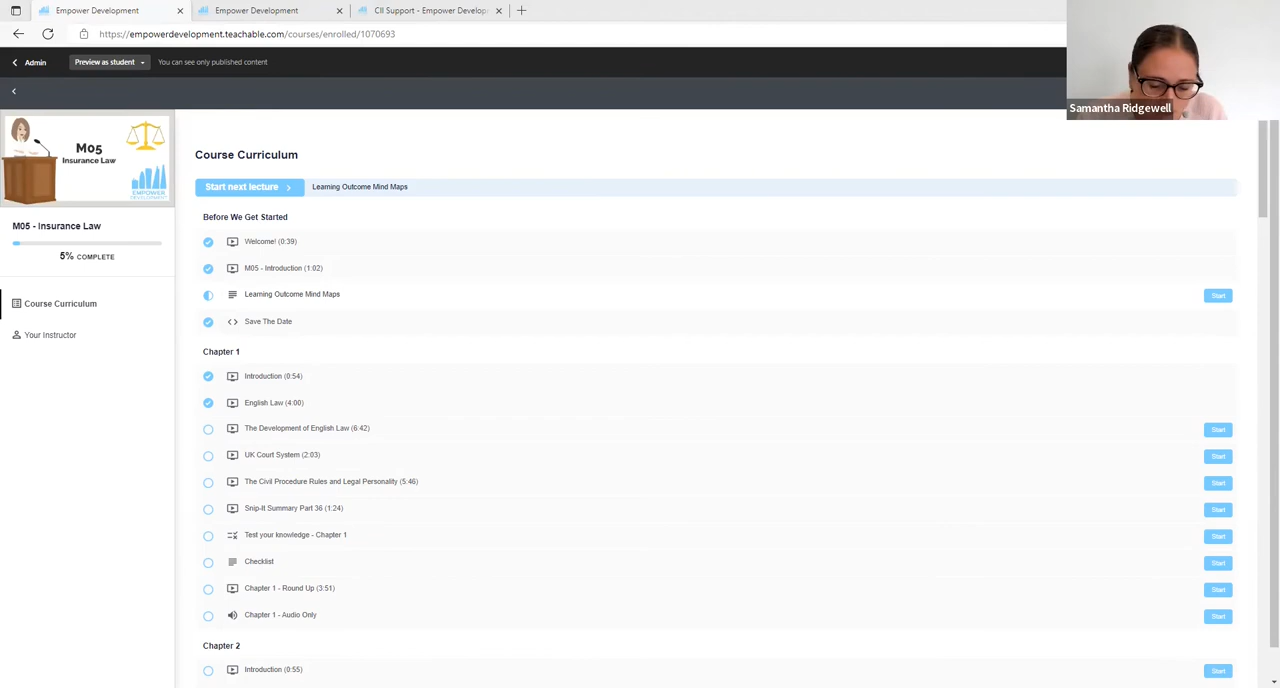 Empower Development
Empower Development
CII Support - Empower Develop
https://empowerdevelopment.teachable.com/courses/enrolled/1070693
Admin
Preview as student
You can see only published content
Samantha Ridgewell
M05
Insurance Law
EMPOWER
DEVELOPMENT
M05 - Insurance Law
5% COMPLETE
Course Curriculum
Your Instructor
Course Curriculum
Start next lecture
Learning Outcome Mind Maps
Before We Get Started
Welcome! (0:39)
M05 - Introduction (1:02)
Learning Outcome Mind Maps
Start
Save The Date
Chapter 1
Introduction (0:54)
English Law (4:00)
The Development of English Law (6:42)
Start
UK Court System (2:03)
Start
The Civil Procedure Rules and Legal Personality (5:46)
Start
Snip-It Summary Part 36 (1:24)
Start
Test your knowledge - Chapter 1
Start
Checklist
Start
Chapter 1 - Round Up (3:51)
Start
Chapter 1 - Audio Only
Start
Chapter 2
Introduction (0:55)
Start